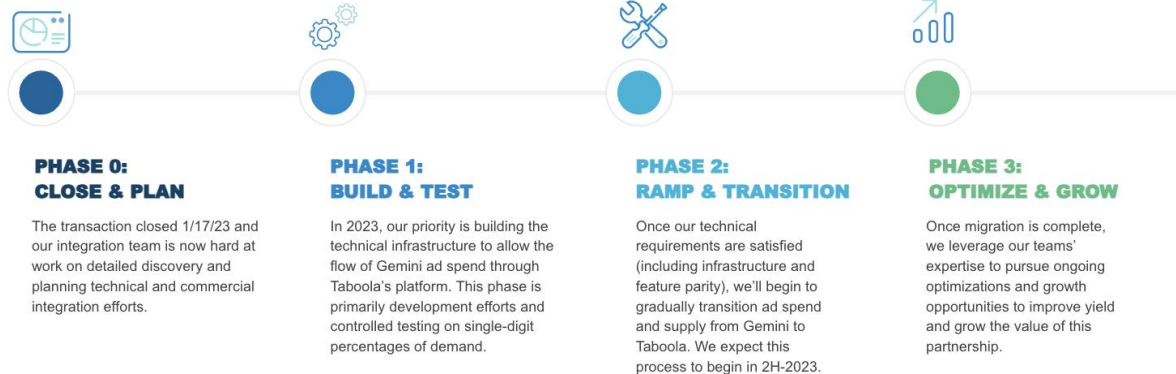 PHASE 0:
CLOSE & PLAN
The transaction closed 1/17/23 and
our integration team is now hard at
work on detailed discovery and
planning technical and commercial
integration efforts.
PHASE 1:
BUILD & TEST
In 2023, our priority is building the
technical infrastructure to allow the
flow of Gemini ad spend through
Taboola's platform. This phase is
primarily development efforts and
controlled testing on single-digit
percentages of demand.
PHASE 2:
RAMP & TRANSITION
Once our technical
requirements are satisfied
(including infrastructure and
feature parity), we'll begin to
gradually transition ad spend
and supply from Gemini to
Taboola. We expect this
process to begin in 2H-2023.
PHASE 3:
OPTIMIZE & GROW
Once migration is complete,
we leverage our teams'
expertise to pursue ongoing
optimizations and growth
opportunities to improve yield
and grow the value of this
partnership.